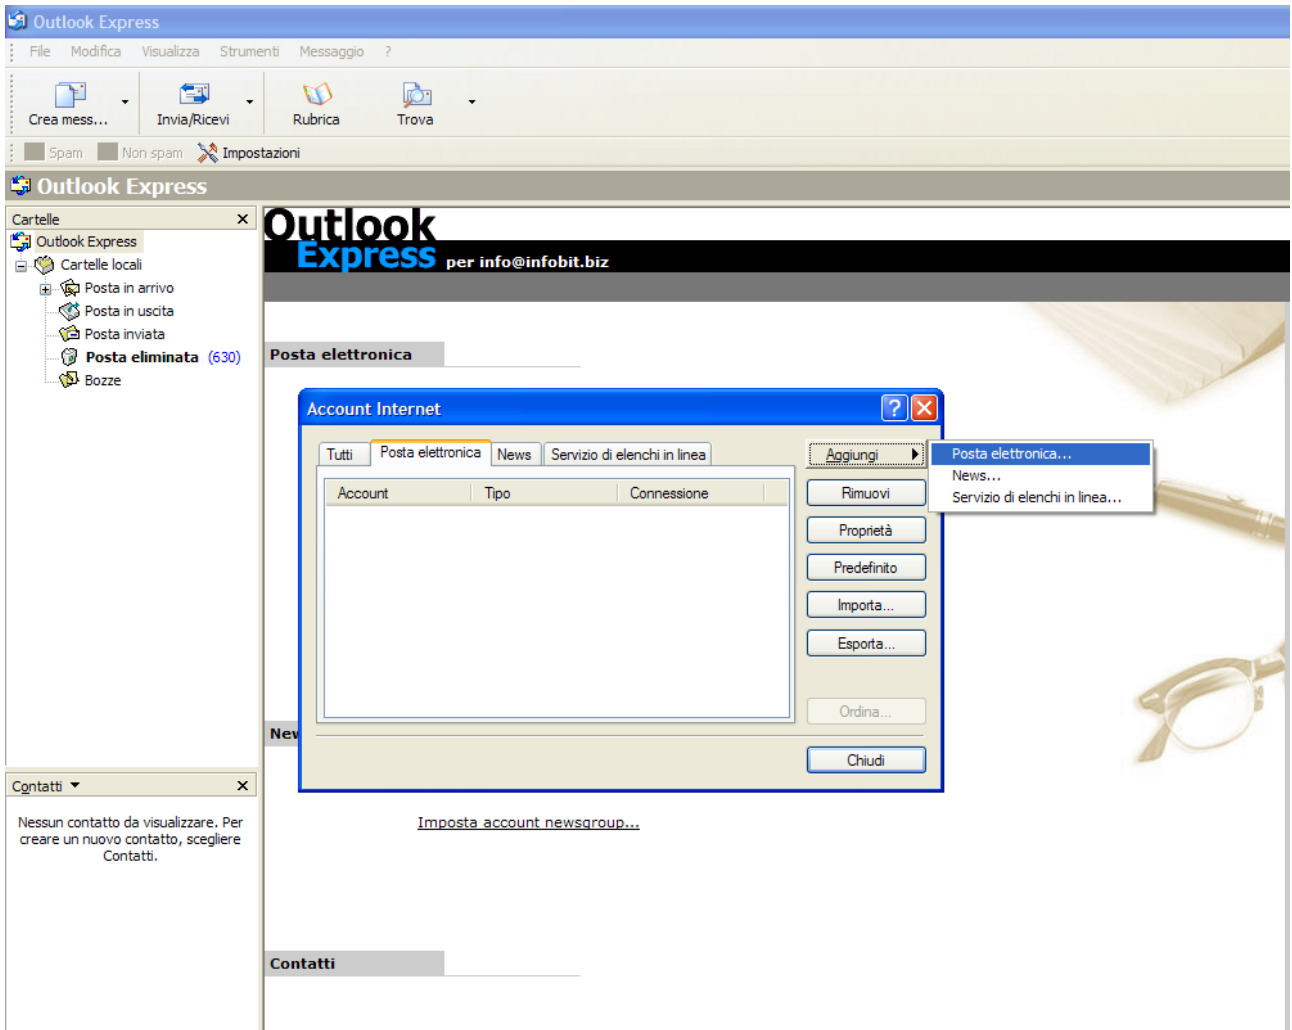 Outlook Express
File Modifica Visualizza Strumenti Messaggio ?
Crea mess... Invia/Ricevi Rubrica Trova
Spam Non spam Impostazioni
Outlook Express
Cartelle
Outlook Express
Cartelle locali
Posta in arrivo
Posta in uscita
Posta inviata
Posta eliminata (630)
Bozze
Outlook
Express per info@infobit.biz
Posta elettronica
Account Internet
Tutti Posta elettronica News Servizio di elenchi in linea
Account Tipo Connessione
Aggiungi
Rimuovi
Proprietà
Predefinito
Importa...
Esporta...
Ordina...
Chiudi
Posta elettronica...
News...
Servizio di elenchi in linea...
New
Imposta account newsgroup...
Contatti
Contatti
Nessun contatto da visualizzare. Per
creare un nuovo contatto, scegliere
Contatti.